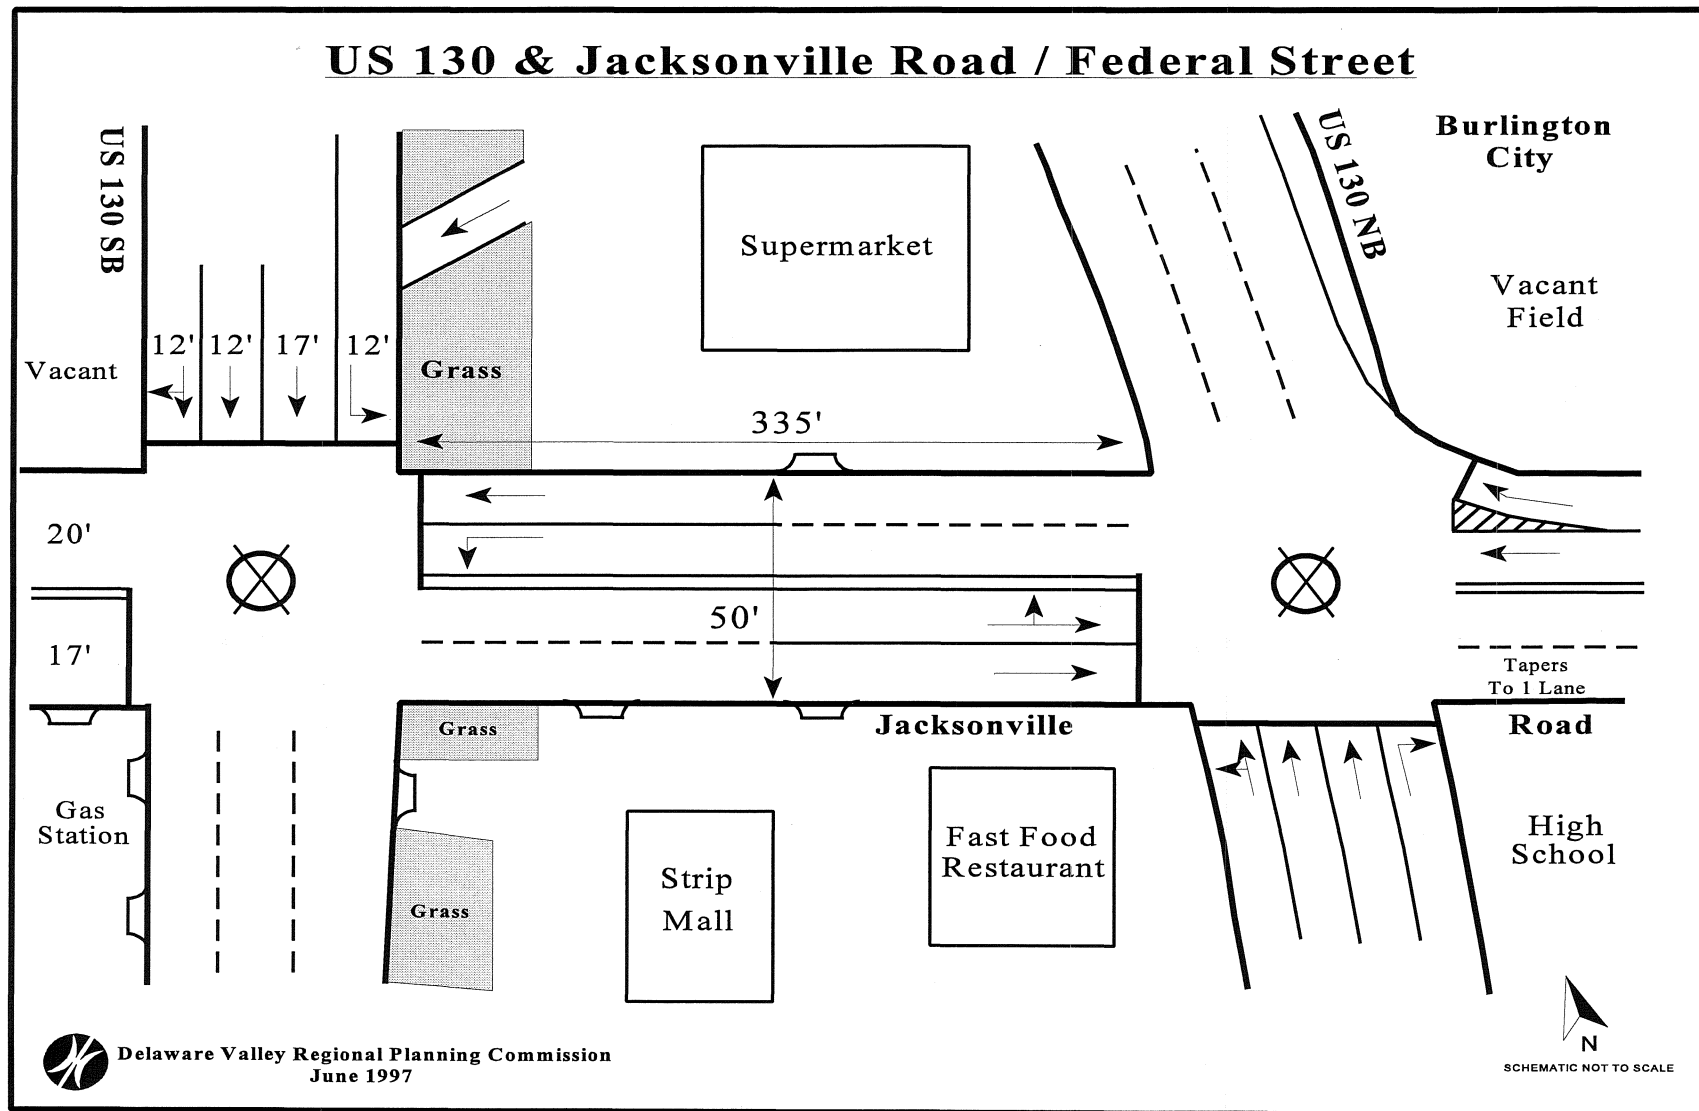 US 130 & Jacksonville Road / Federal Street
US 130 SB
US 130 NB
Burlington
City
Supermarket
Vacant
Field
12'
12'
17'
12'
Vacant
Grass
335'
20'
50'
17'
Tapers
To 1 Lane
Grass
Jacksonville
Road
Gas
Station
Fast Food
Restaurant
High
School
Strip
Mall
Grass
N
SCHEMATIC NOT TO SCALE
Delaware Valley Regional Planning Commission
June 1997